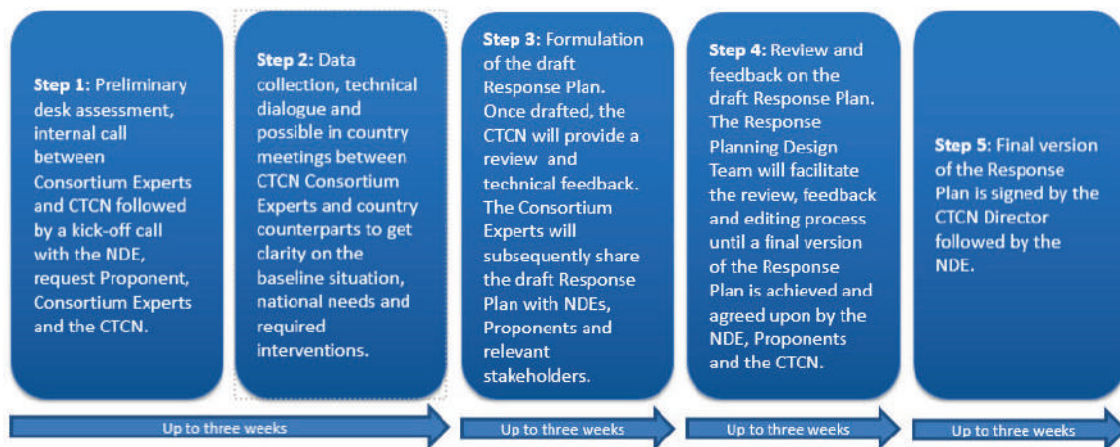 Step 1: Preliminary
desk assessment,
internal call
between
Consortium Experts
and CTCN followed
by a kick-off call
with the NDE,
request Proponent,
Consortium Experts
and the CTCN.
Step 2: Data
collection, technical
dialogue and
possible in country
meetings between
CTCN Consortium
Experts and country
counterparts to get
clarity on the
baseline situation,
national needs and
required
interventions.
Step 3: Formulation
of the draft
Response Plan.
Once drafted, the
CTCN will provide a
review and
technical feedback.
The Consortium
Experts will
subsequently share
the draft Response
Plan with NDEs,
Proponents and
relevant
stakeholders.
Step 4: Review and
feedback on the
draft Response Plan.
The Response
Planning Design
Team will facilitate
the review, feedback
and editing process
until a final version
of the Response
Plan is achieved and
agreed upon by the
NDE, Proponents
and the CTCN.
Step 5: Final version
of the Response
Plan is signed by the
CTCN Director
followed by the
NDE.
Up to three weeks
Up to three weeks
Up to three weeks
Up to three weeks